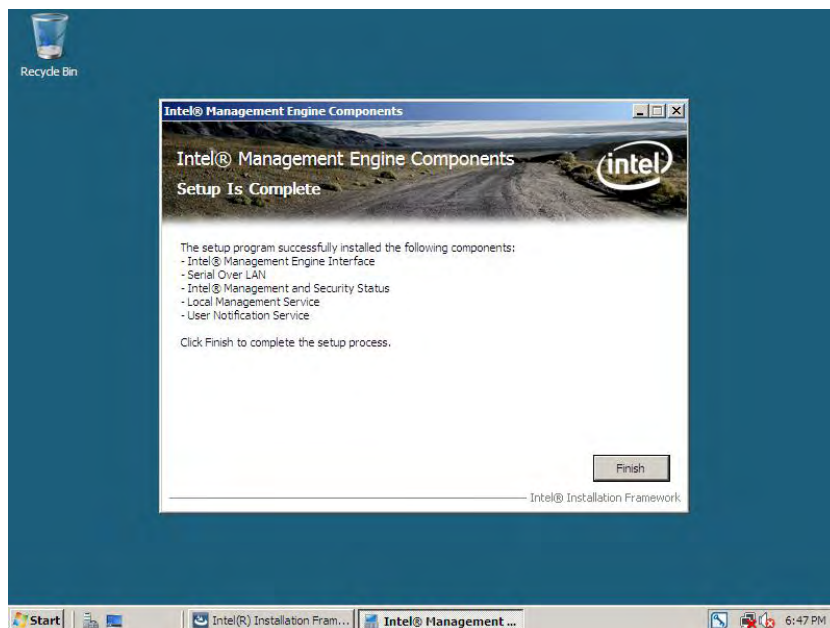 Recycle Bin
Intel® Management Engine Components
Intel® Management Engine Components
intel
Setup Is Complete
The setup program successfully installed the following components:
- Intel® Management Engine Interface
- Serial Over LAN
- Intel® Management and Security Status
- Local Management Service
- User Notification Service
Click Finish to complete the setup process.
Finish
Intel® Installation Framework
Start
Intel(R) Installation Fram...
Intel® Management ...
6:47 PM